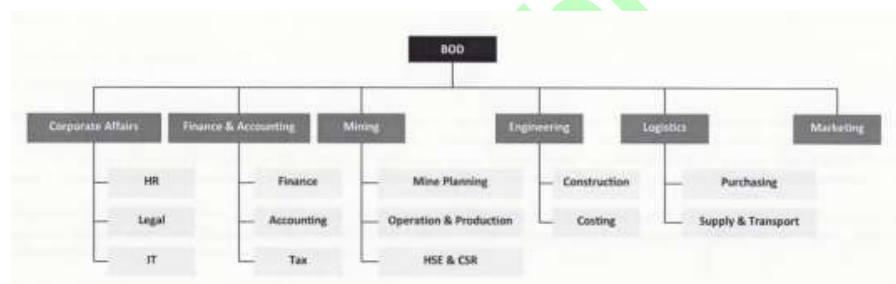 BOD
Corporate Affairs
Finance & Accounting
Mining
Engineering
Logistics
Marketing
HR
Finance
Mine Planning
Construction
Purchasing
Legal
Accounting
Operation & Production
Costing
Supply & Transport
IT
Tax
HSE & CSR